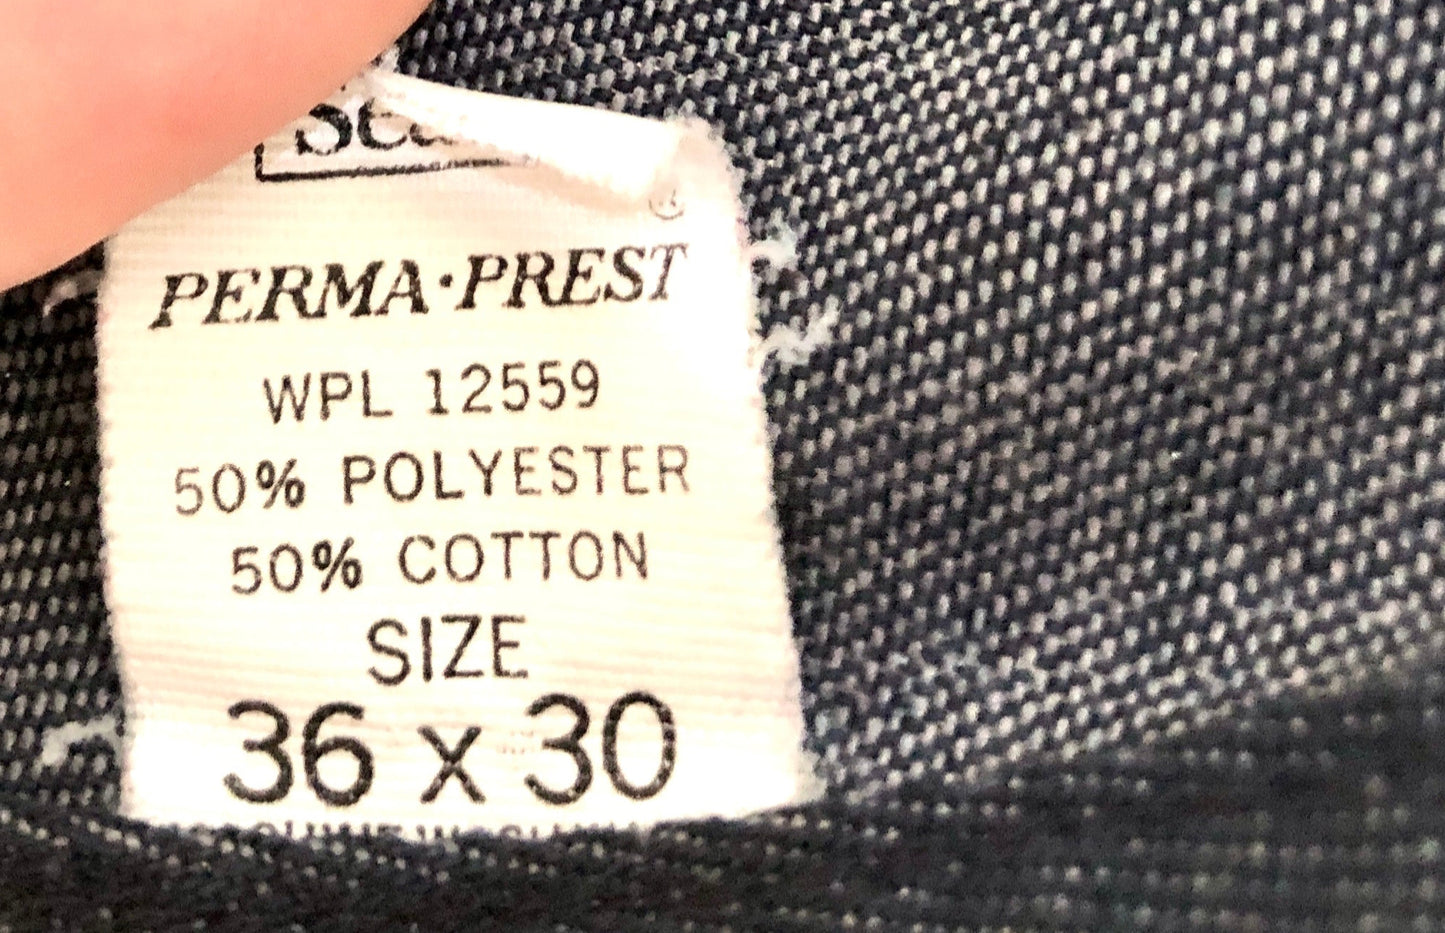 PERMA·PREST
WPL 12559
50% POLYESTER
50% COTTON
SIZE
36 x 30